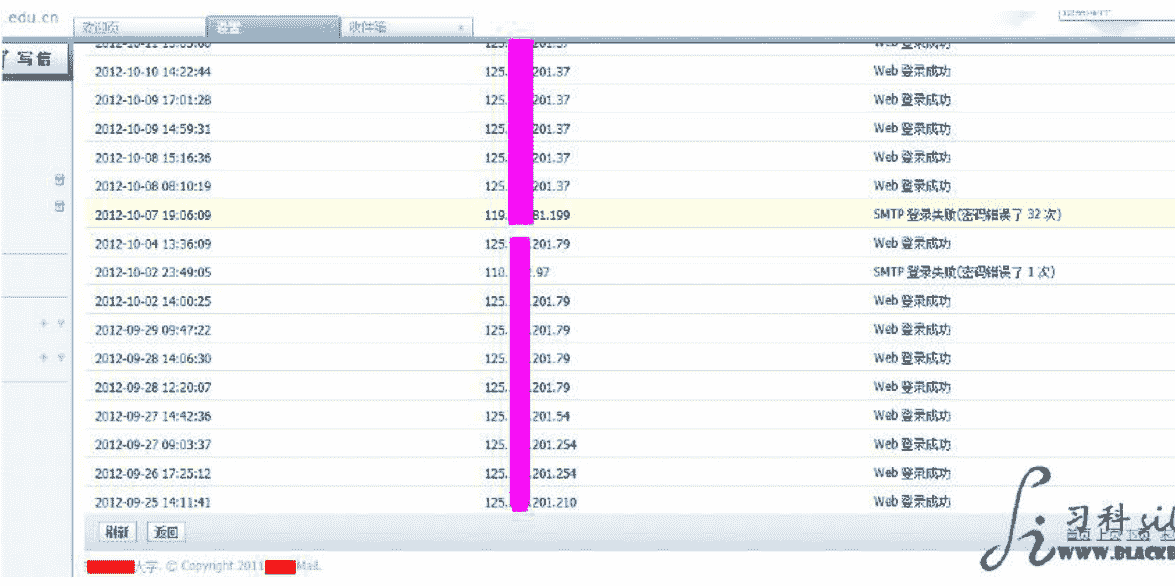 .edu.cn
欢迎页
设置
收件箱
写信
2012-10-10 14:22:44 125. 201.37 Web 登录成功
2012-10-09 17:01:28 125. 201.37 Web 登录成功
2012-10-09 14:59:31 125. 201.37 Web 登录成功
2012-10-08 15:16:36 125. 201.37 Web 登录成功
2012-10-08 08:10:19 125. 201.37 Web 登录成功
2012-10-07 19:06:09 119. 81.199 SMTP 登录失败(密码错误了 32 次)
2012-10-04 13:36:09 125. 201.79 Web 登录成功
2012-10-02 23:49:05 110. .97 SMTP 登录失败(密码错误了 1 次)
2012-10-02 14:00:25 125. 201.79 Web 登录成功
2012-09-29 09:47:22 125. 201.79 Web 登录成功
2012-09-28 14:06:30 125. 201.79 Web 登录成功
2012-09-28 12:20:07 125. 201.79 Web 登录成功
2012-09-27 14:42:36 125. 201.54 Web 登录成功
2012-09-27 09:03:37 125. 201.254 Web 登录成功
2012-09-26 17:25:12 125. 201.254 Web 登录成功
2012-09-25 14:11:41 125. 201.210 Web 登录成功
刷新 返回
大学. © Copyright 2011 Mail.
习科
首页 上页 下页
WWW.BLACKB